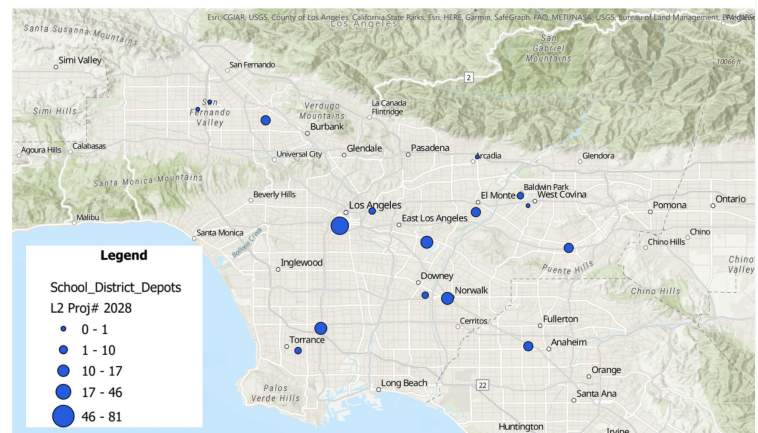 Esri, CGIAR, USGS, County of Los Angeles, California State Parks, Esri, HERE, Garmin, SafeGraph, FAO, METI/NASA, USGS, Bureau of Land Management,
Los Angeles
Santa Susanna Mountains
Simi Valley
San Fernando
San
Gabriel
Mountains
2
10066 ft
Simi Hills
San
Fernando
Valley
Verdugo
Mountains
Burbank
La Canada
Flintridge
Agoura Hills
Calabasas
Universal City
Glendale
Pasadena
Arcadia
Glendora
Santa Monica Mountains
Beverly Hills
Los Angeles
El Monte
Baldwin Park
West Covina
Pomona
Ontario
Malibu
Santa Monica
Ballona Creek
East Los Angeles
Chino
Chino Hills
Chino
Valley
Inglewood
Puente Hills
Downey
Norwalk
Chino Hills
Cerritos
Fullerton
Torrance
Anaheim
Palos
Verde Hills
Long Beach
22
Orange
Santa Ana
Huntington
Irvine
Legend
School_District_Depots
L2 Proj# 2028
0 - 1
1 - 10
10 - 17
17 - 46
46 - 81